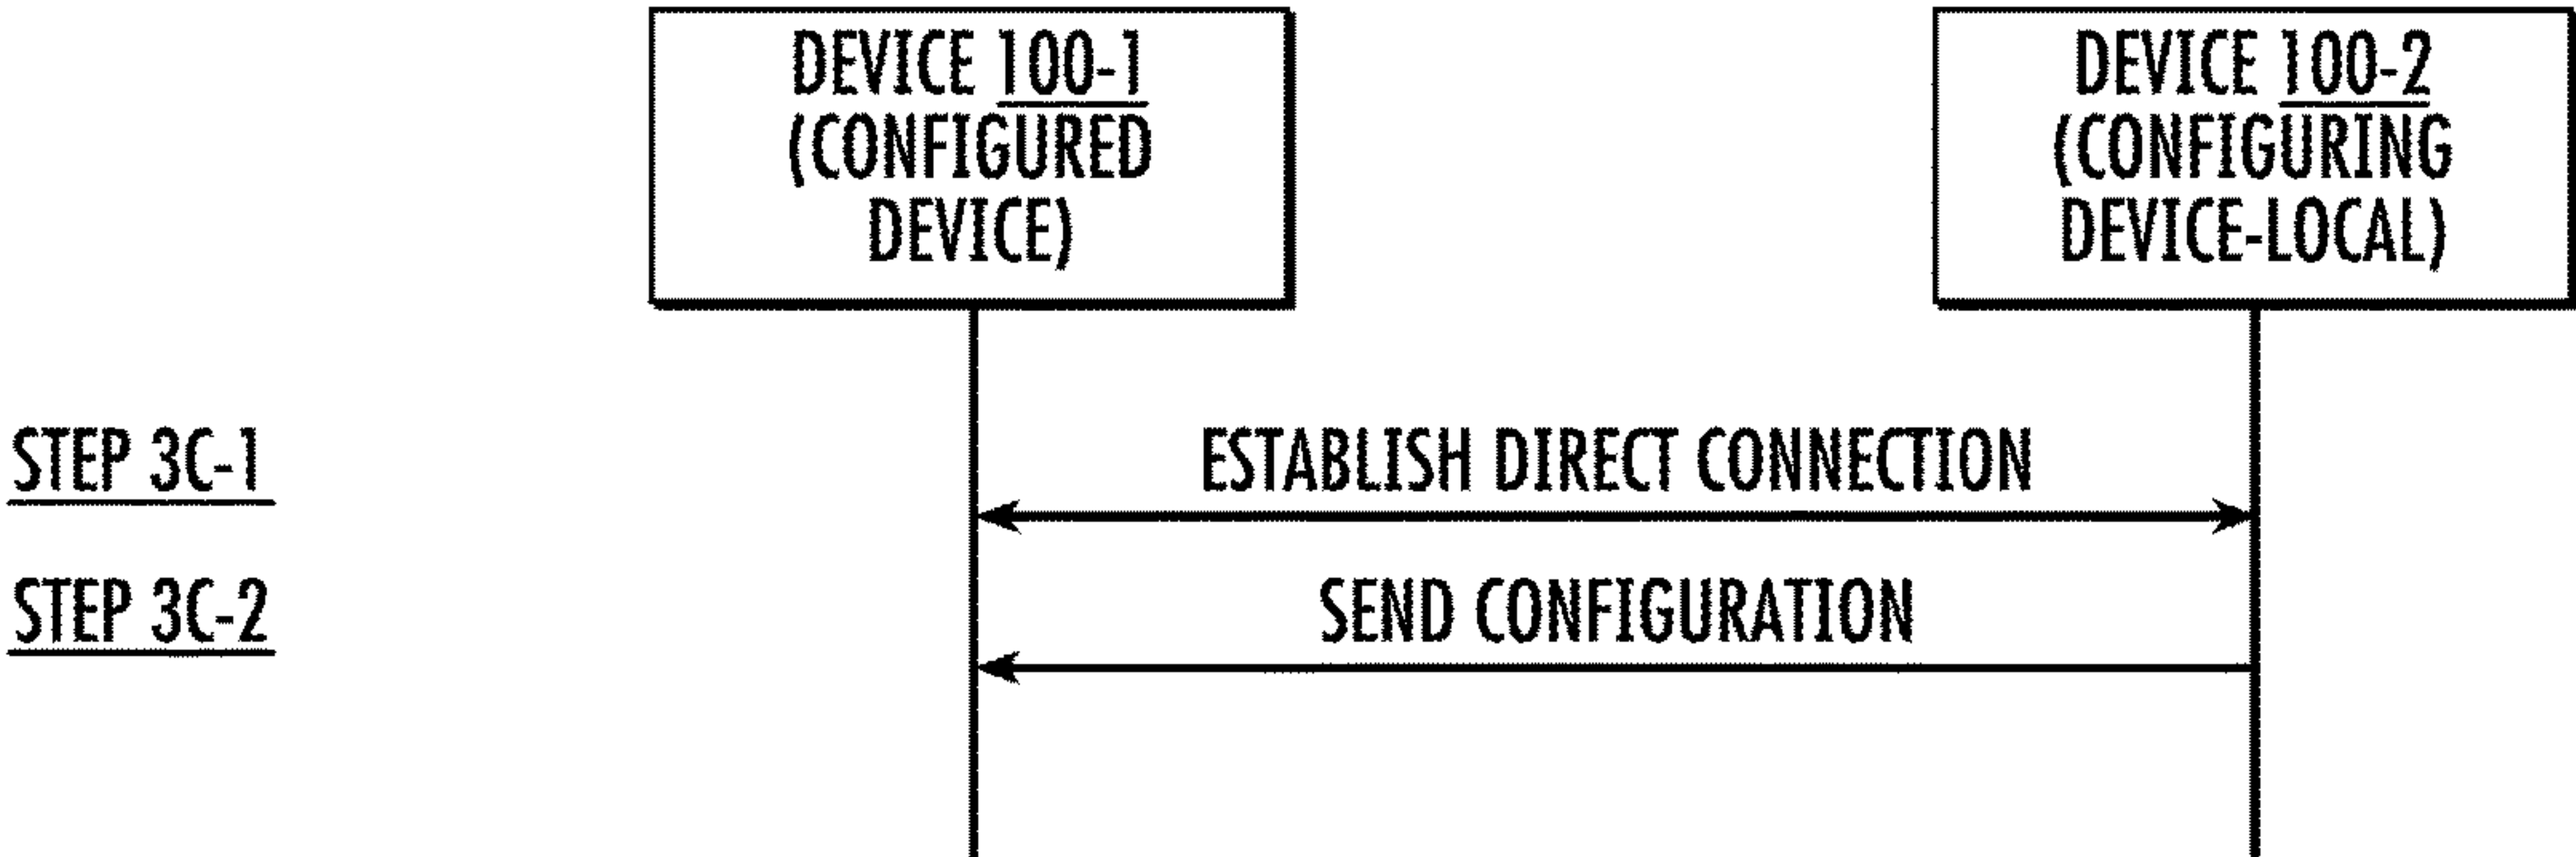 DEVICE 100-1
(CONFIGURED
DEVICE)
DEVICE 100-2
(CONFIGURING
DEVICE-LOCAL)
STEP 3C-1
ESTABLISH DIRECT CONNECTION
STEP 3C-2
SEND CONFIGURATION